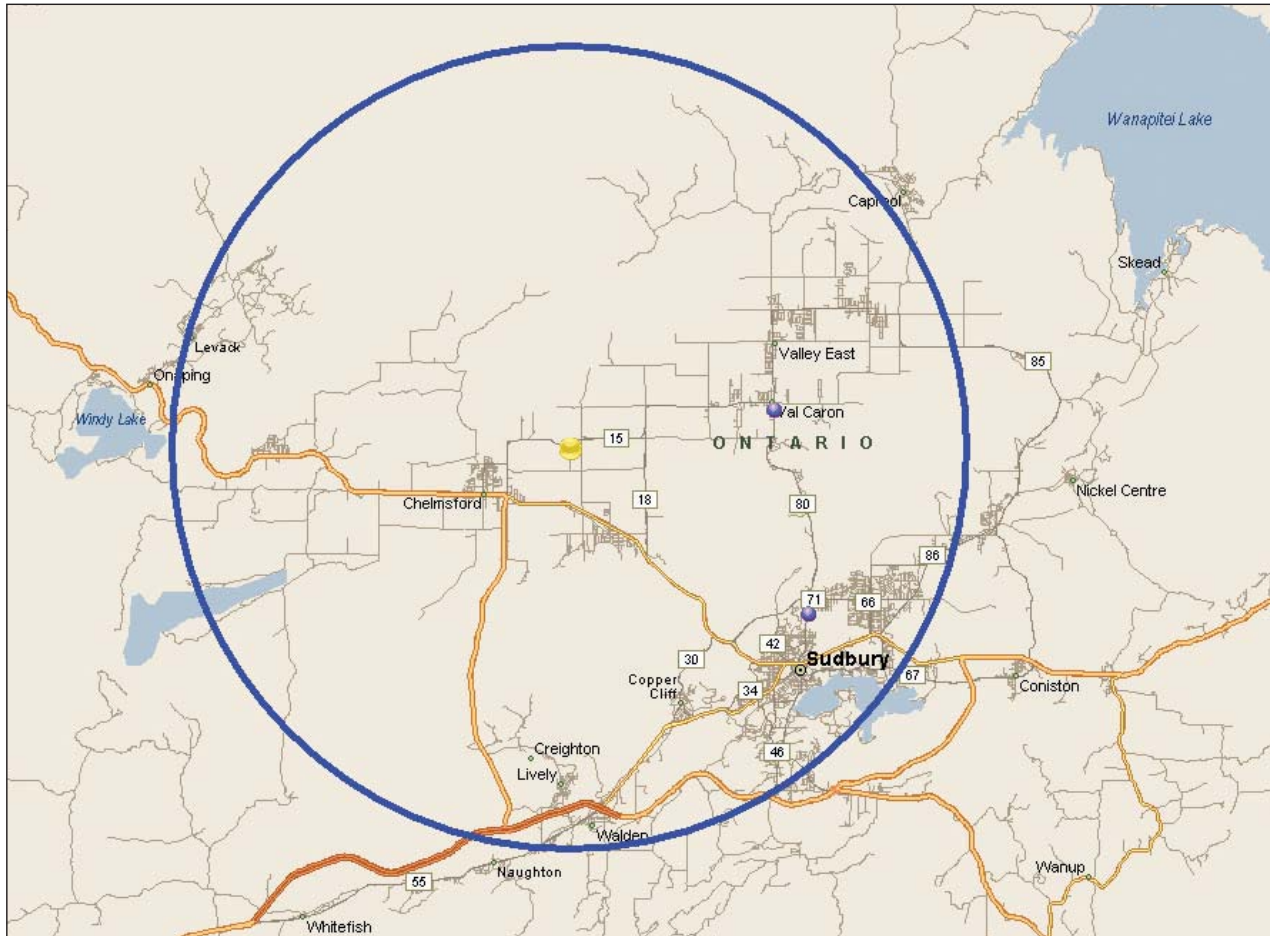 Wanapitei Lake
Capreol
Skead
Levack
Valley East
85
Onaping
Windy Lake
Val Caron
15
ONTARIO
Nickel Centre
Chelmsford
18
80
86
71
66
42
Sudbury
30
67
Copper
Cliff
34
Coniston
46
Creighton
Lively
Walden
Naughton
Wanup
55
Whitefish